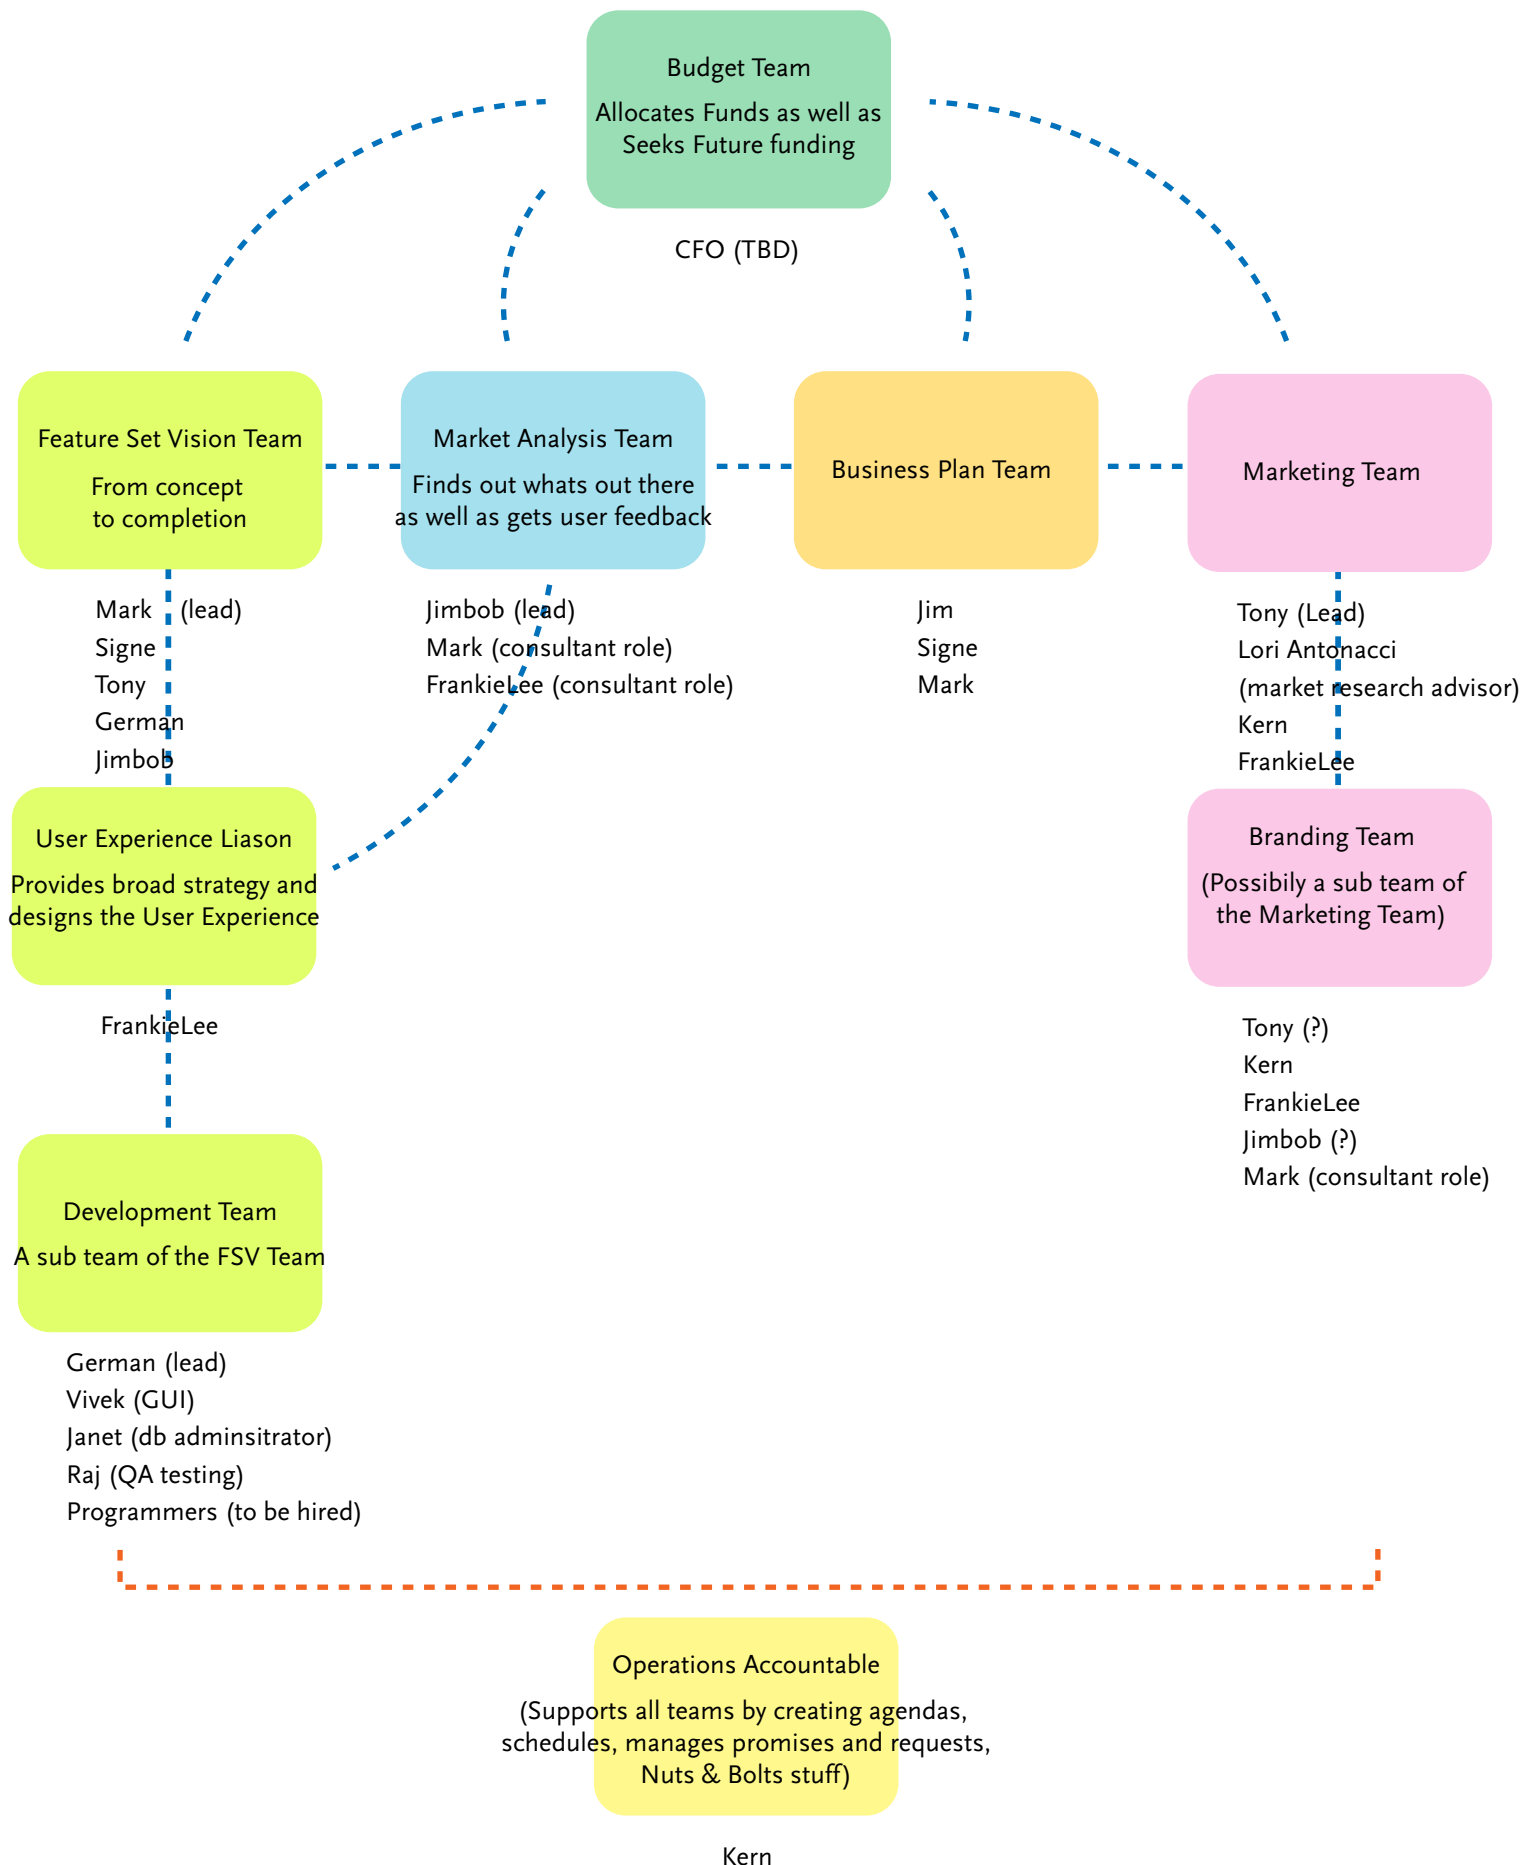 Budget Team
Allocates Funds as well as
Seeks Future funding
CFO (TBD)
Feature Set Vision Team
From concept
to completion
Mark (lead)
Signe
Tony
German
Jimbob
Market Analysis Team
Finds out whats out there
as well as gets user feedback
Jimbob (lead)
Mark (consultant role)
FrankieLee (consultant role)
Business Plan Team
Jim
Signe
Mark
Marketing Team
Tony (Lead)
Lori Antonacci
(market research advisor)
Kern
FrankieLee
User Experience Liason
Provides broad strategy and
designs the User Experience
FrankieLee
Branding Team
(Possibily a sub team of
the Marketing Team)
Tony (?)
Kern
FrankieLee
Jimbob (?)
Mark (consultant role)
Development Team
A sub team of the FSV Team
German (lead)
Vivek (GUI)
Janet (db adminsitrator)
Raj (QA testing)
Programmers (to be hired)
Operations Accountable
(Supports all teams by creating agendas,
schedules, manages promises and requests,
Nuts & Bolts stuff)
Kern